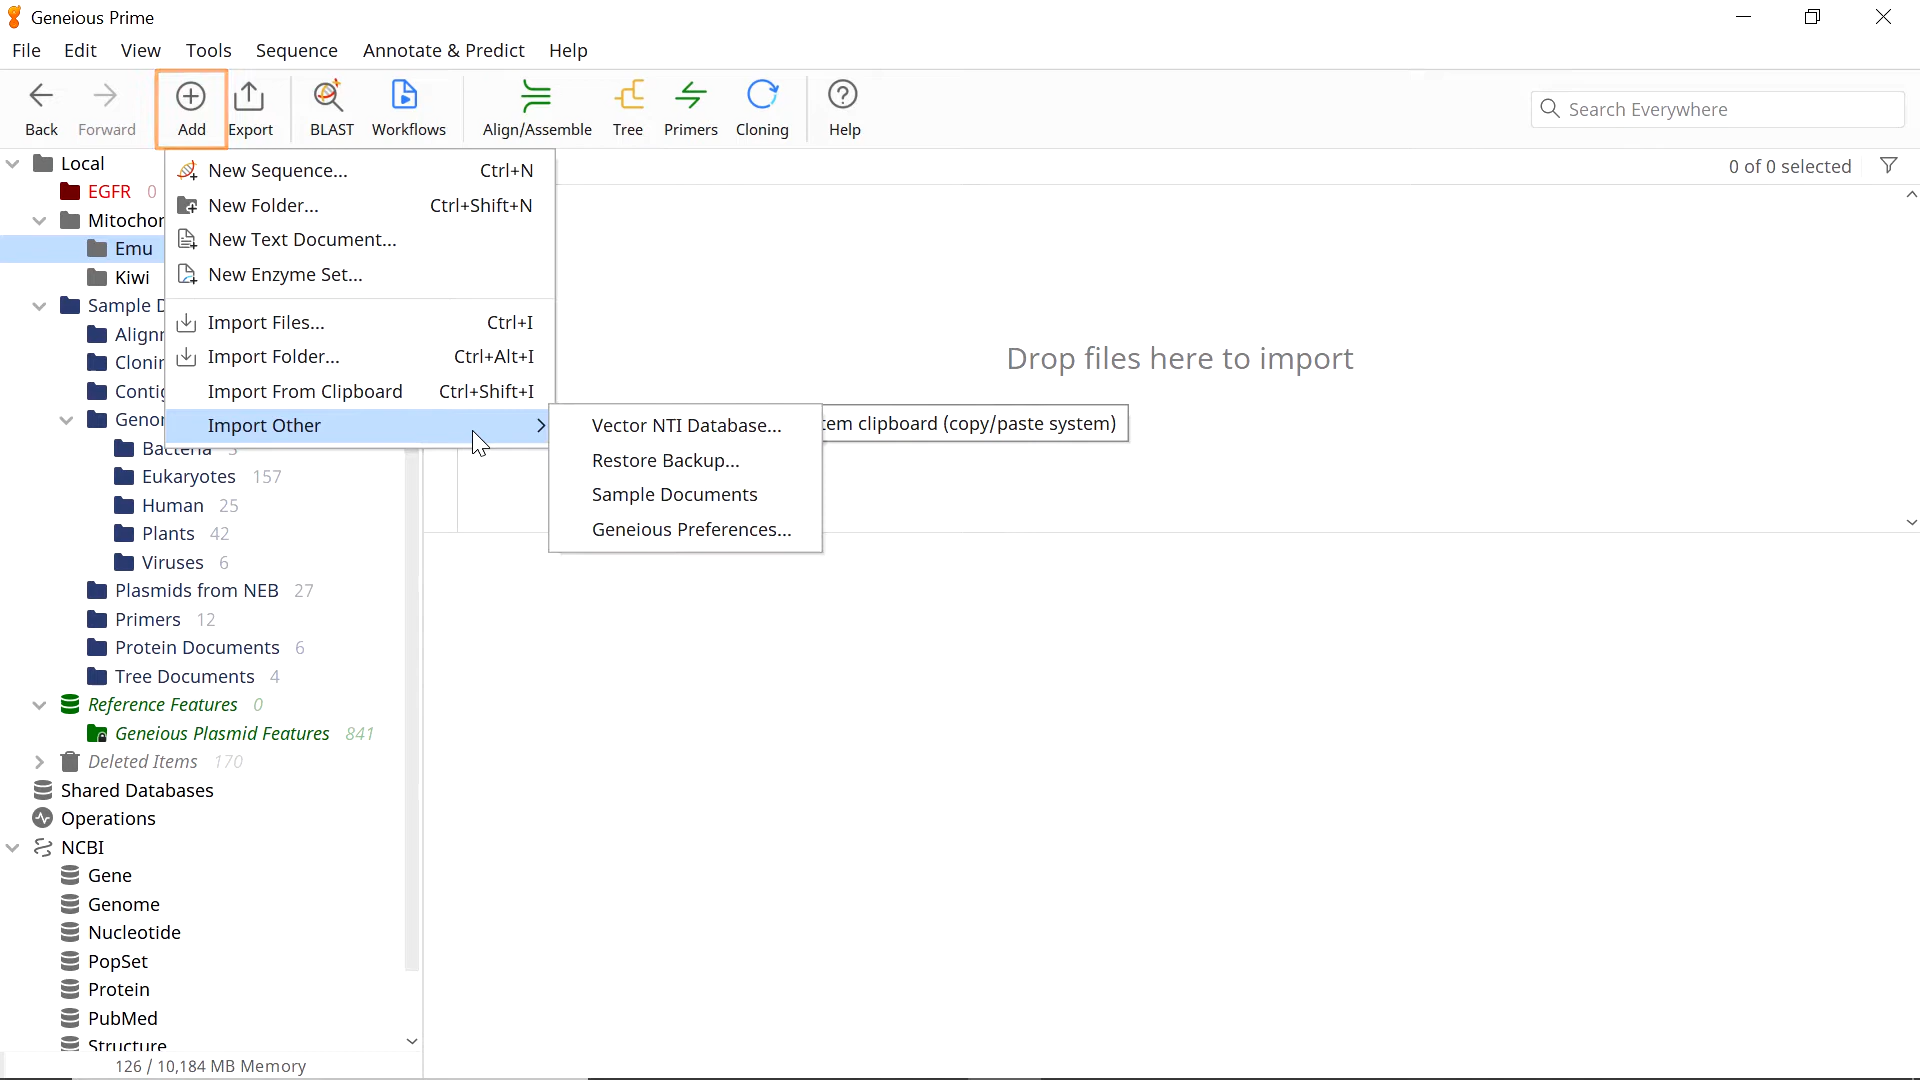 Geneious Prime
File Edit View Tools Sequence Annotate & Predict Help
Back Forward Add Export BLAST Workflows Align/Assemble Tree Primers Cloning Help
Search Everywhere
0 of 0 selected
Local
EGFR 0
Mitochor
Emu
Kiwi
Sample D
Alignr
Clonir
Contig
Genor
Bacteria
Eukaryotes 157
Human 25
Plants 42
Viruses 6
Plasmids from NEB 27
Primers 12
Protein Documents 6
Tree Documents 4
Reference Features 0
Geneious Plasmid Features 841
Deleted Items 170
Shared Databases
Operations
NCBI
Gene
Genome
Nucleotide
PopSet
Protein
PubMed
Structure
126 / 10,184 MB Memory
New Sequence... Ctrl+N
New Folder... Ctrl+Shift+N
New Text Document...
New Enzyme Set...
Import Files... Ctrl+I
Import Folder... Ctrl+Alt+I
Import From Clipboard Ctrl+Shift+I
Import Other
Vector NTI Database...
Restore Backup...
Sample Documents
Geneious Preferences...
tem clipboard (copy/paste system)
Drop files here to import